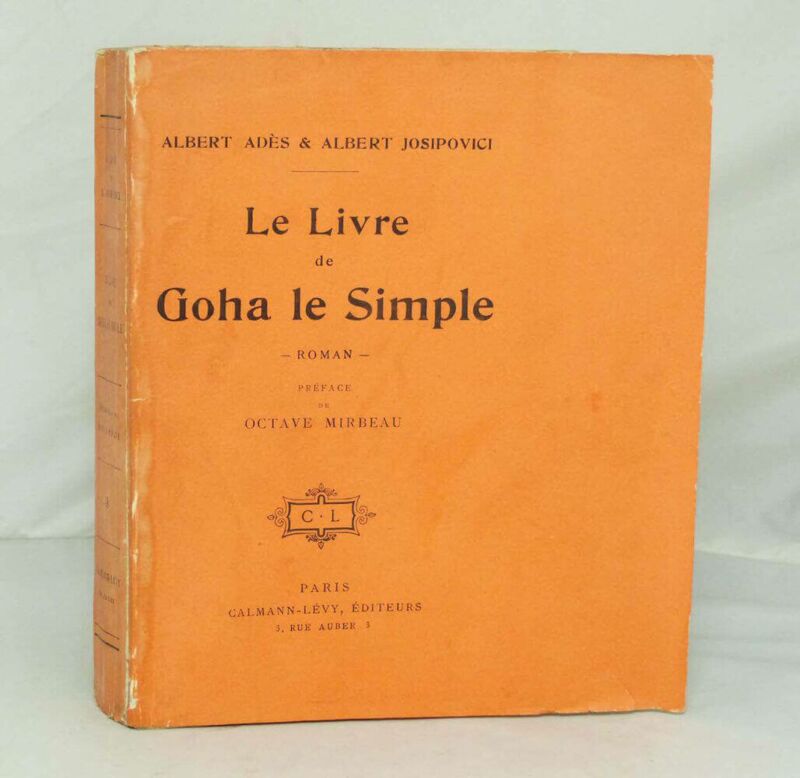 ALBERT ADÈS & ALBERT JOSIPOVICI
Le Livre
de
Goha le Simple
— ROMAN —
PRÉFACE
DE
OCTAVE MIRBEAU
C · L
PARIS
CALMANN-LÉVY, ÉDITEURS
3, RUE AUBER 3